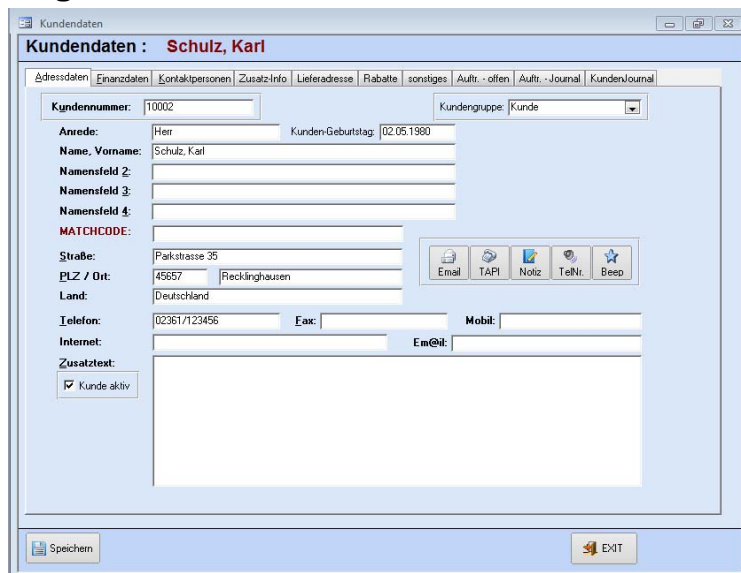 Kundendaten
Kundendaten : Schulz, Karl
Adressdaten Finanzdaten Kontaktpersonen Zusatz-Info Lieferadresse Rabatte sonstiges Auftr. - offen Auftr. - Journal KundenJournal
Kundennummer: 10002 Kundengruppe: Kunde
Anrede: Herr Kunden-Geburtstag: 02.05.1980
Name, Vorname: Schulz, Karl
Namensfeld 2:
Namensfeld 3:
Namensfeld 4:
MATCHCODE:
Straße: Parkstrasse 35
PLZ / Ort: 45657 Recklinghausen
Email TAPI Notiz TelNr. Beep
Land: Deutschland
Telefon: 02361/123456 Fax: Mobil:
Internet: Em@il:
Zusatztext:
Kunde aktiv
Speichern EXIT